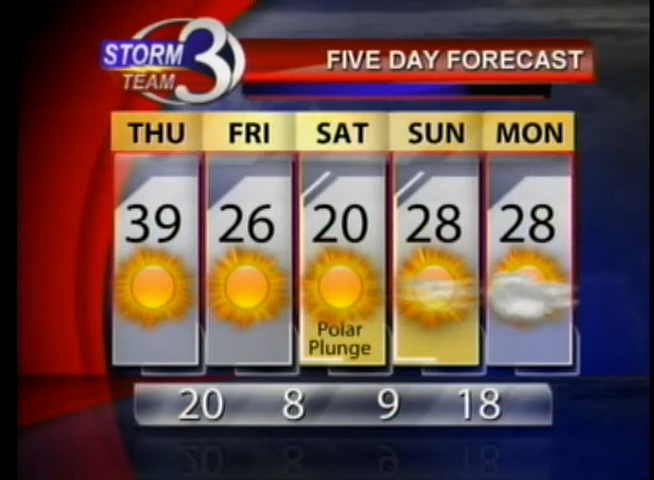 STORM 3
TEAM
FIVE DAY FORECAST
THU FRI SAT SUN MON
39 26 20 28 28
Polar
Plunge
20 8 9 18